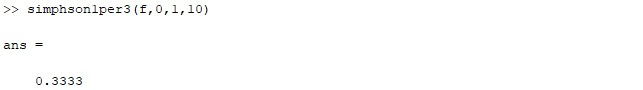 >> simphson1per3(f,0,1,10)
ans =
0.3333